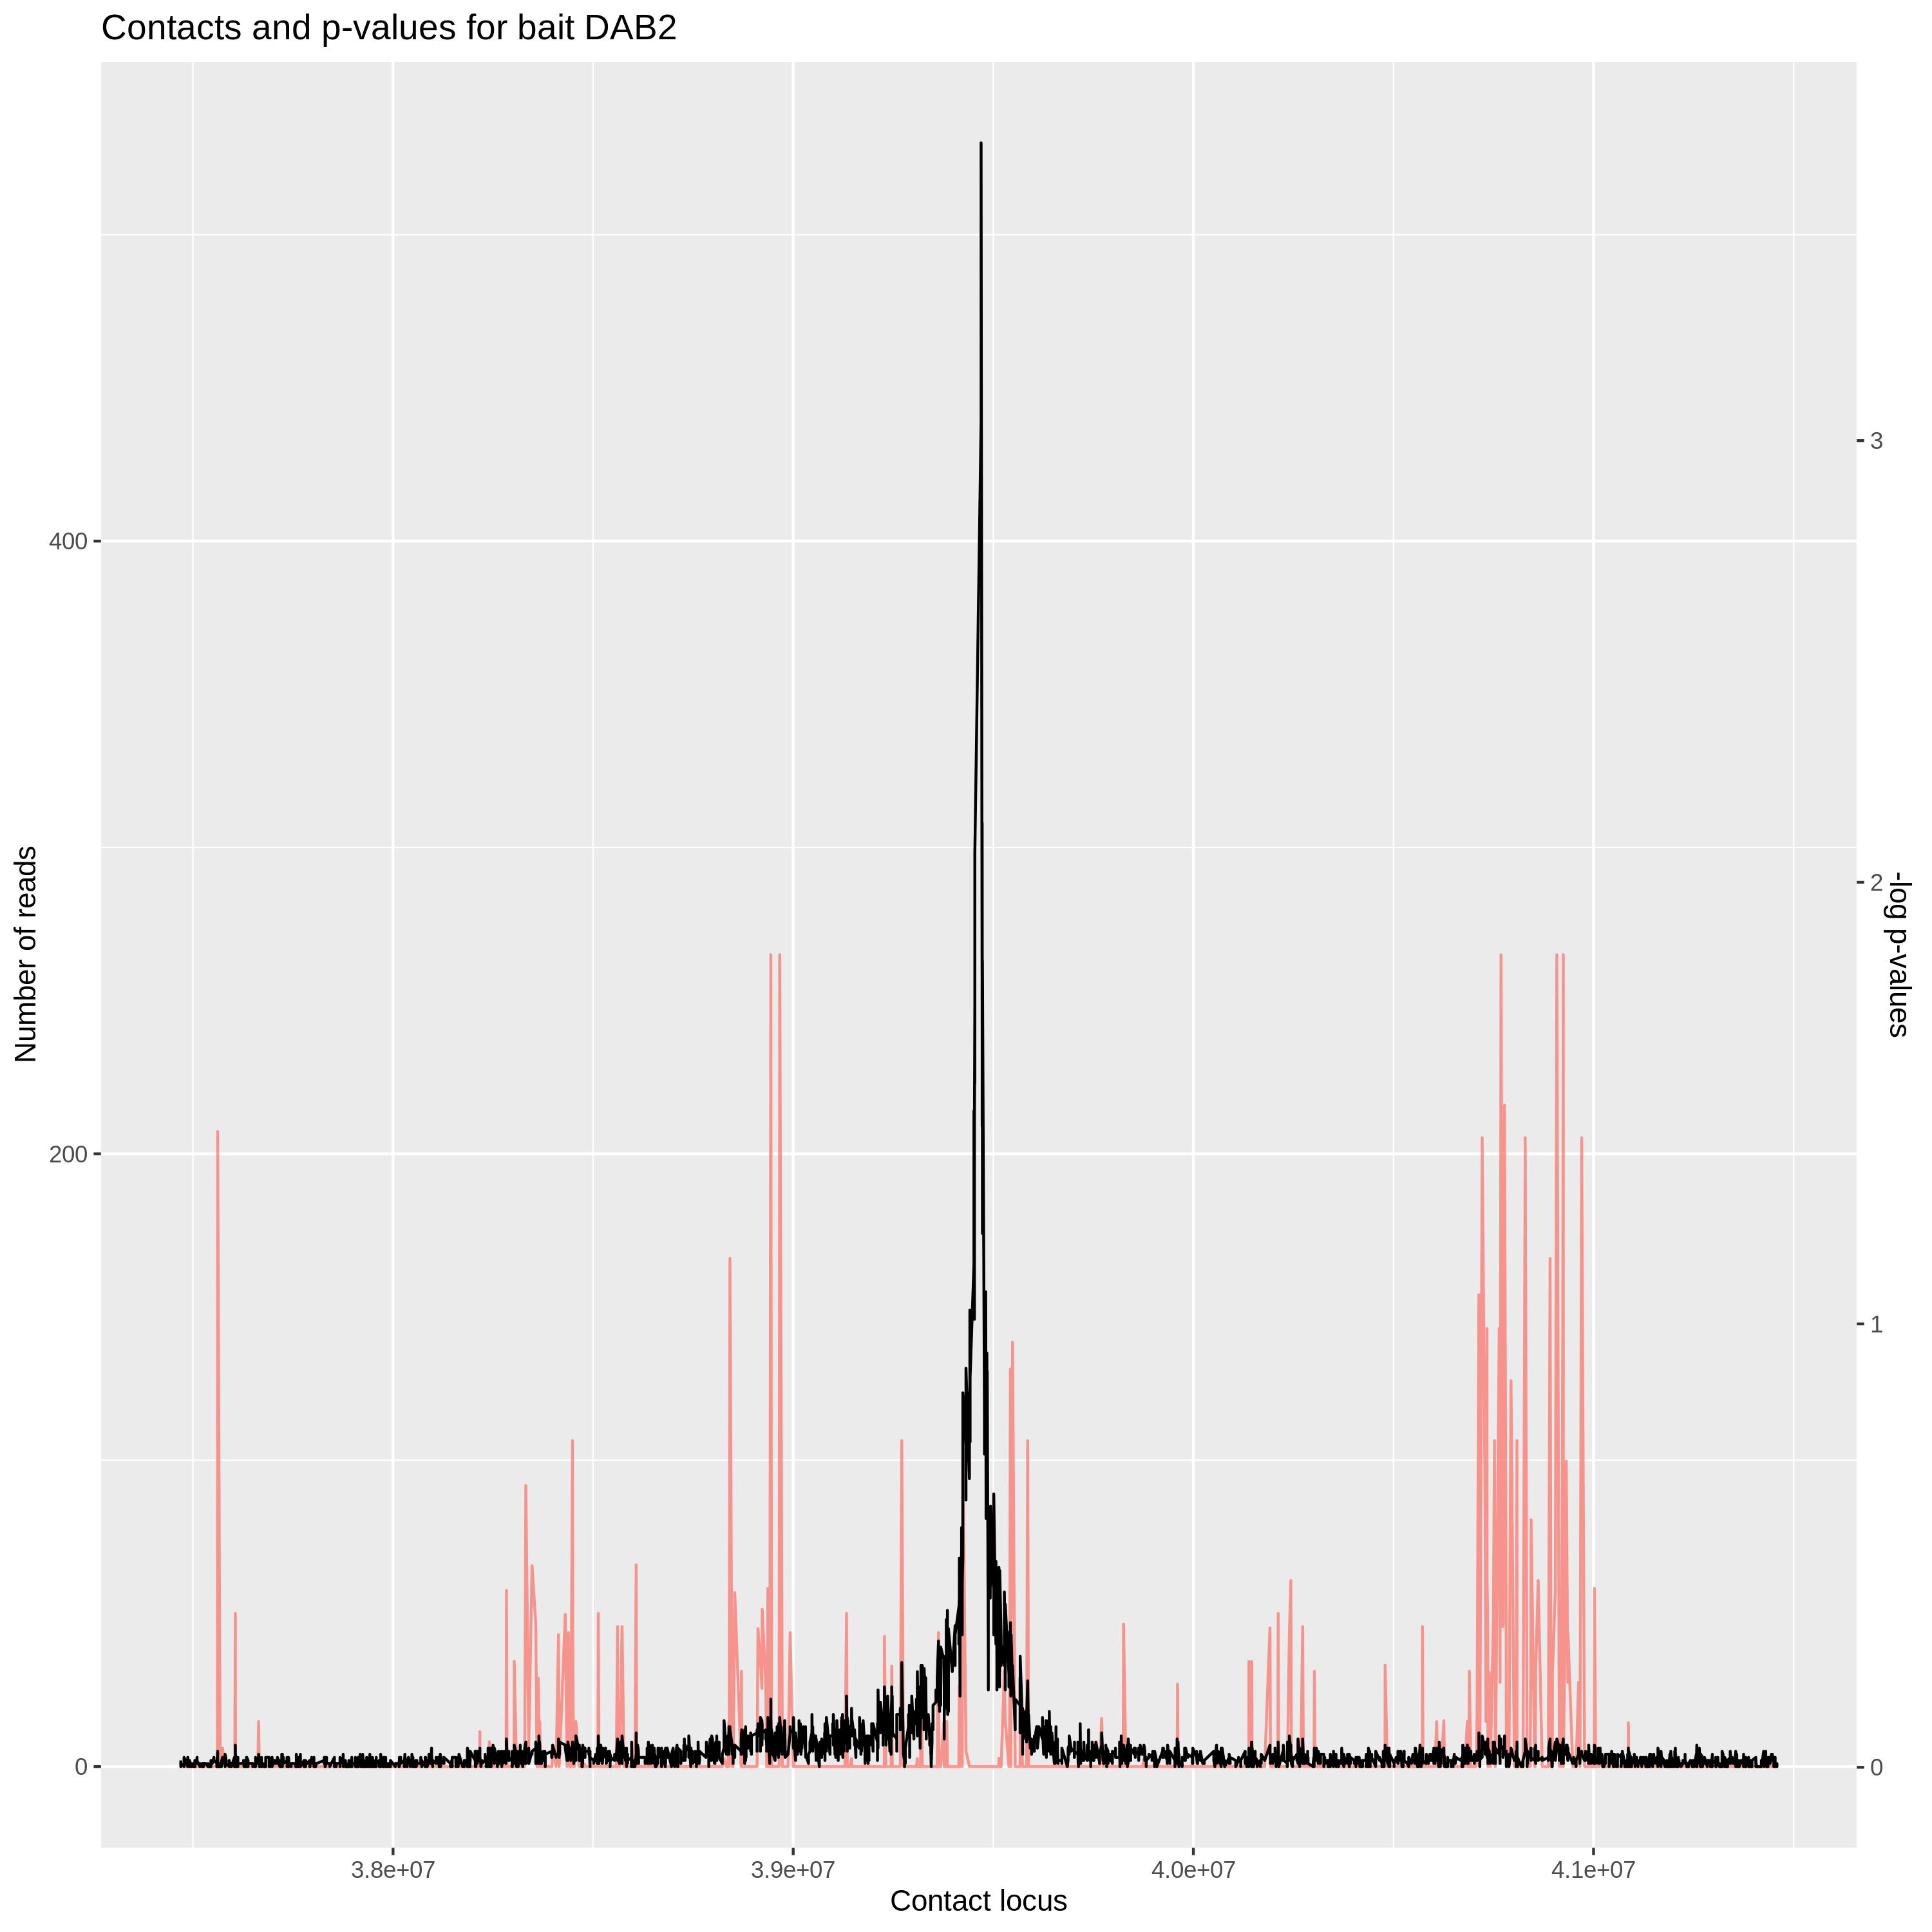 Contacts and p-values for bait DAB2
Number of reads
400
200
0
3
2
1
0
-log p-values
3.8e+07
3.9e+07
4.0e+07
4.1e+07
Contact locus